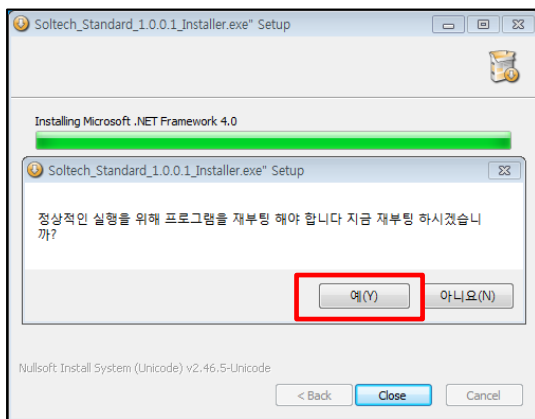 Soltech_Standard_1.0.0.1_Installer.exe" Setup
Installing Microsoft .NET Framework 4.0
Soltech_Standard_1.0.0.1_Installer.exe" Setup
정상적인 실행을 위해 프로그램을 재부팅 해야 합니다 지금 재부팅 하시겠습니
까?
예(Y) 아니요(N)
Nullsoft Install System (Unicode) v2.46.5-Unicode
< Back Close Cancel